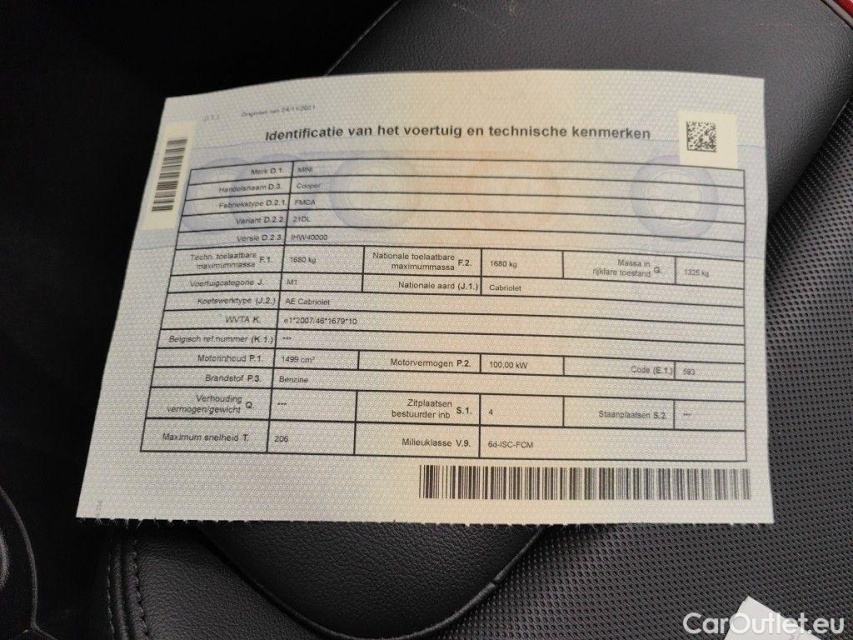 Identificatie van het voertuig en technische kenmerken
Merk D.1. MINI
Handelsnaam D.3. Cooper
Fabriekstype D.2.1. FMCA
Variant D.2.2. 21DL
Versie D.2.3. IHW40000
Techn. toelaatbare maximummassa F.1. 1680 kg Nationale toelaatbare maximummassa F.2. 1680 kg Massa in rijklare toestand G. 1325 kg
Voertuigcategorie J. M1 Nationale aard (J.1.) Cabriolet
Koetswerktype (J.2.) AE Cabriolet
WVTA K. e1*2007/46*1679*10
Belgisch ref.nummer (K.1.) ---
Motorinhoud P.1. 1499 cm³ Motorvermogen P.2. 100,00 kW Code (E.1.) 593
Brandstof P.3. Benzine
Verhouding vermogen/gewicht Q. --- Zitplaatsen bestuurder inb S.1. 4 Staanplaatsen S.2. ---
Maximum snelheid T. 206 Milieuklasse V.9. 6d-ISC-FCM
CarOutlet.eu